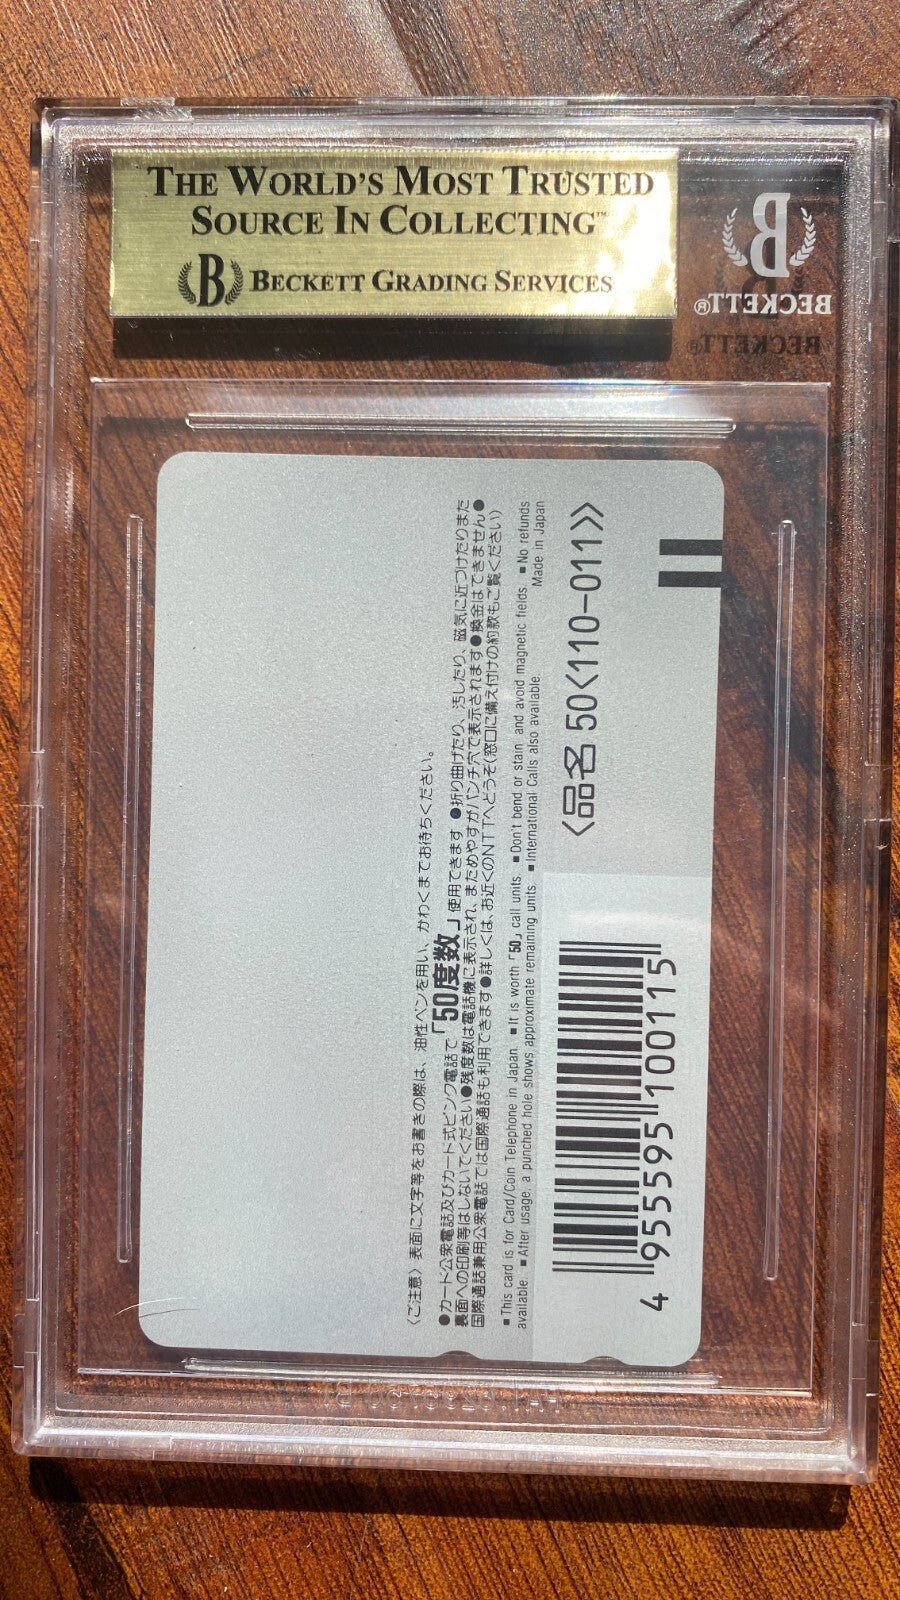 THE WORLD'S MOST TRUSTED
SOURCE IN COLLECTING™
B BECKETT GRADING SERVICES
B
BECKETT®
〈ご注意〉表面に文字等をお書きの際は、油性ペンを用い、かわくまでお待ちください。
●カード公衆電話及びカード式ピンク電話で「50度数」使用できます ●折り曲げたり、汚したり、磁気に近づけたりまた
裏面への印刷等はしないでください●残度数は電話機に表示され、まためやすがパンチ穴で表示されます●換金はできません●
国際通話兼用公衆電話では国際通話も利用できます●詳しくは、お近くのNTTへどうぞ(窓口に備え付けの約款もご覧ください)
■This card is for Card/Coin Telephone in Japan. ■It is worth「50」call units. ■Don't bend or stain, and avoid magnetic fields. ■No refunds
available. ■After usage, a punched hole shows approximate remaining units. ■International Calls also available. Made in Japan
〈品名 50〈110-011〉〉
4 955595 100115